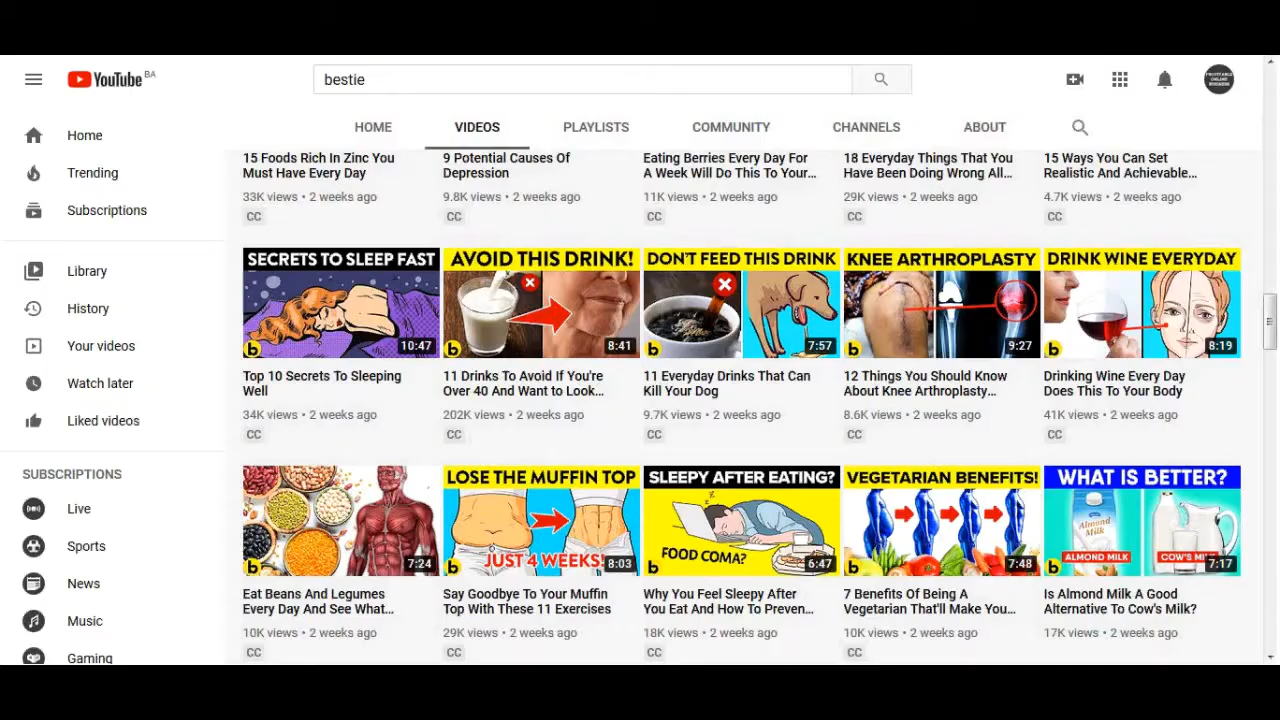 YouTube BA
bestie
FRUITFABLE
ONLINE
HOME
VIDEOS
PLAYLISTS
COMMUNITY
CHANNELS
ABOUT
Home
Trending
Subscriptions
Library
History
Your videos
Watch later
Liked videos
SUBSCRIPTIONS
Live
Sports
News
Music
Gaming
15 Foods Rich In Zinc You
Must Have Every Day
33K views • 2 weeks ago
CC
9 Potential Causes Of
Depression
9.8K views • 2 weeks ago
CC
Eating Berries Every Day For
A Week Will Do This To Your...
11K views • 2 weeks ago
CC
18 Everyday Things That You
Have Been Doing Wrong All...
29K views • 2 weeks ago
CC
15 Ways You Can Set
Realistic And Achievable...
4.7K views • 2 weeks ago
CC
SECRETS TO SLEEP FAST
b
10:47
Top 10 Secrets To Sleeping
Well
34K views • 2 weeks ago
CC
AVOID THIS DRINK!
b
8:41
11 Drinks To Avoid If You're
Over 40 And Want to Look...
202K views • 2 weeks ago
CC
DON'T FEED THIS DRINK
b
7:57
11 Everyday Drinks That Can
Kill Your Dog
9.7K views • 2 weeks ago
CC
KNEE ARTHROPLASTY
b
9:27
12 Things You Should Know
About Knee Arthroplasty...
8.6K views • 2 weeks ago
CC
DRINK WINE EVERYDAY
b
8:19
Drinking Wine Every Day
Does This To Your Body
41K views • 2 weeks ago
CC
b
7:24
Eat Beans And Legumes
Every Day And See What...
10K views • 2 weeks ago
CC
LOSE THE MUFFIN TOP
JUST 4 WEEKS!
b
8:03
Say Goodbye To Your Muffin
Top With These 11 Exercises
29K views • 2 weeks ago
CC
SLEEPY AFTER EATING?
FOOD COMA?
b
6:47
Why You Feel Sleepy After
You Eat And How To Preven...
18K views • 2 weeks ago
CC
VEGETARIAN BENEFITS!
b
7:48
7 Benefits Of Being A
Vegetarian That'll Make You...
10K views • 2 weeks ago
CC
WHAT IS BETTER?
Almond
Milk
ALMOND MILK
COW'S
b
7:17
Is Almond Milk A Good
Alternative To Cow's Milk?
17K views • 2 weeks ago
CC